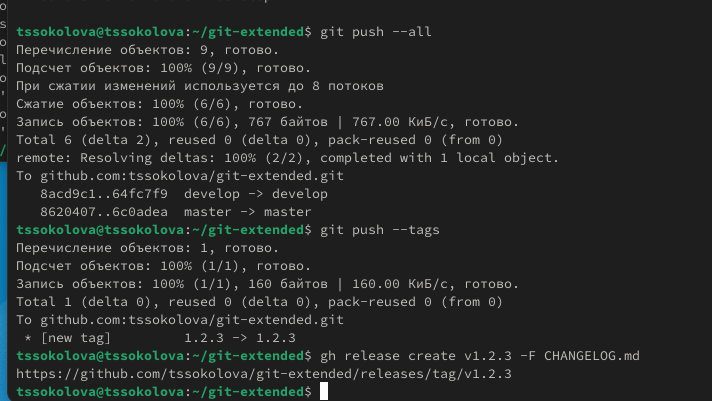 tssokolova@tssokolova:~/git-extended$ git push --all
Перечисление объектов: 9, готово.
Подсчет объектов: 100% (9/9), готово.
При сжатии изменений используется до 8 потоков
Сжатие объектов: 100% (6/6), готово.
Запись объектов: 100% (6/6), 767 байтов | 767.00 КиБ/с, готово.
Total 6 (delta 2), reused 0 (delta 0), pack-reused 0 (from 0)
remote: Resolving deltas: 100% (2/2), completed with 1 local object.
To github.com:tssokolova/git-extended.git
   8acd9c1..64fc7f9  develop -> develop
   8620407..6c0adea  master -> master
tssokolova@tssokolova:~/git-extended$ git push --tags
Перечисление объектов: 1, готово.
Подсчет объектов: 100% (1/1), готово.
Запись объектов: 100% (1/1), 160 байтов | 160.00 КиБ/с, готово.
Total 1 (delta 0), reused 0 (delta 0), pack-reused 0 (from 0)
To github.com:tssokolova/git-extended.git
 * [new tag]         1.2.3 -> 1.2.3
tssokolova@tssokolova:~/git-extended$ gh release create v1.2.3 -F CHANGELOG.md
https://github.com/tssokolova/git-extended/releases/tag/v1.2.3
tssokolova@tssokolova:~/git-extended$